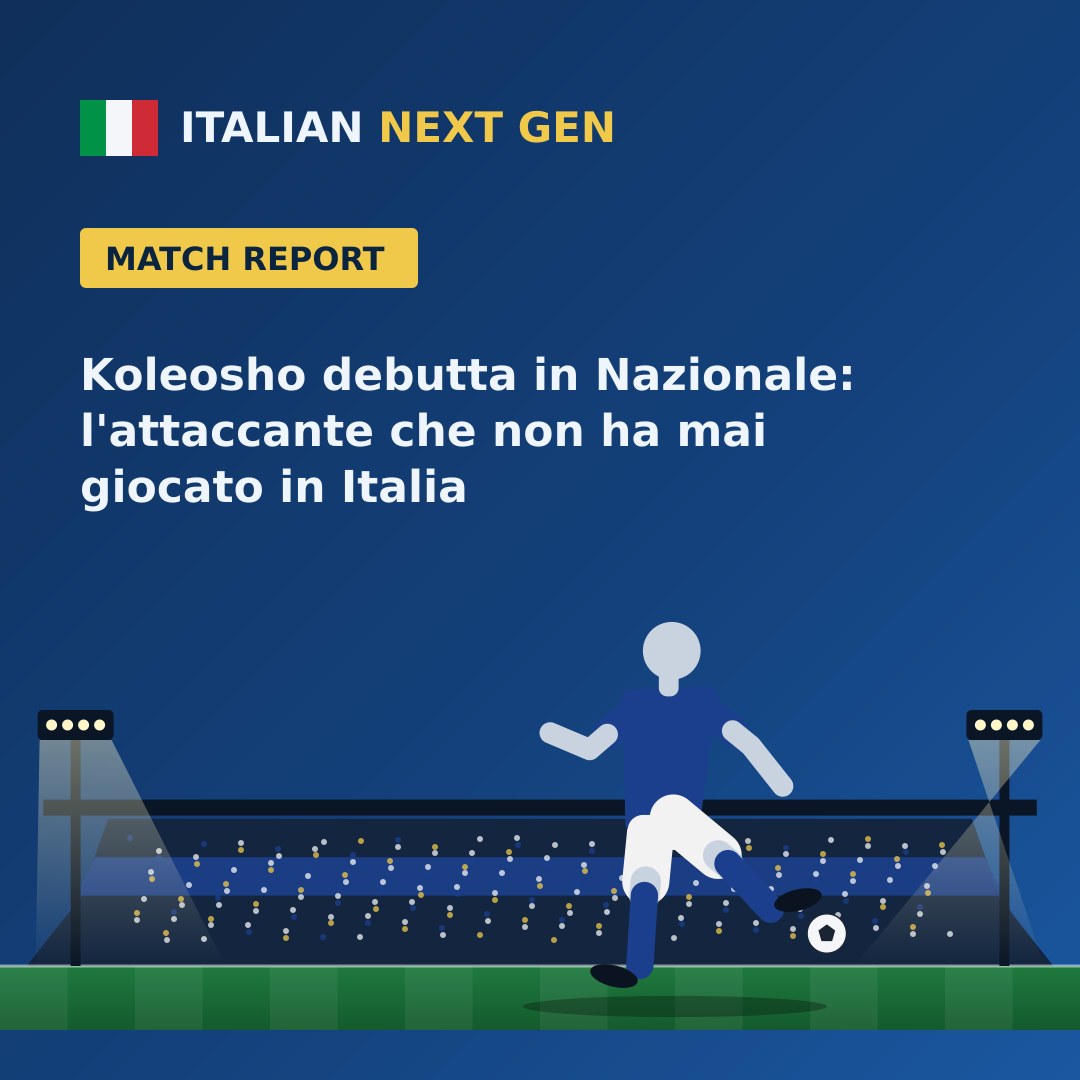 ITALIAN NEXT GEN
MATCH REPORT
Koleosho debutta in Nazionale:
l'attaccante che non ha mai
giocato in Italia